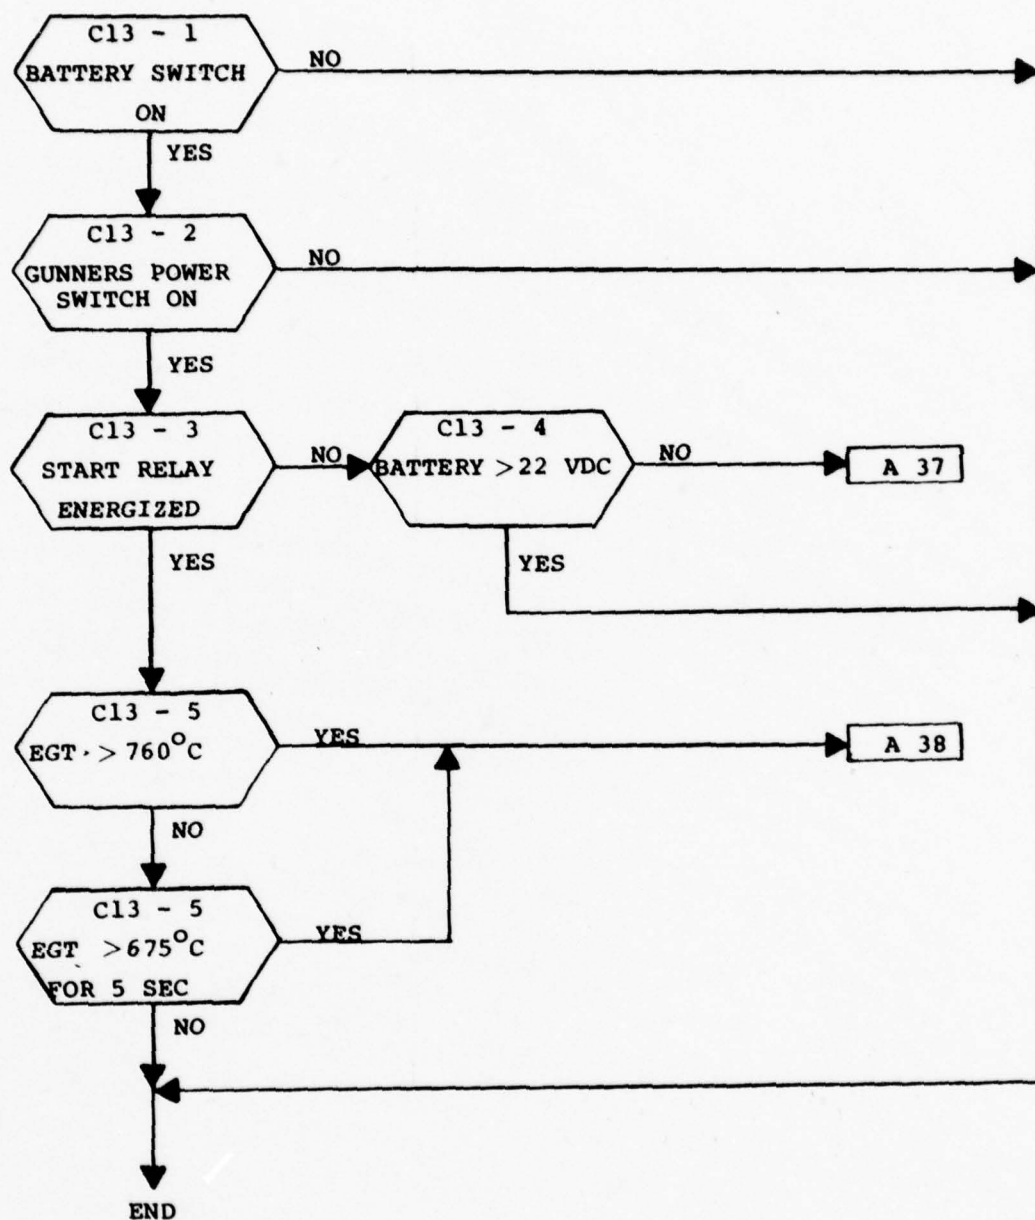 C13 - 1
BATTERY SWITCH
ON
NO
YES
C13 - 2
GUNNERS POWER
SWITCH ON
NO
YES
C13 - 3
START RELAY
ENERGIZED
NO
YES
C13 - 4
BATTERY >22 VDC
NO
A 37
YES
C13 - 5
EGT > 760°C
YES
A 38
NO
C13 - 5
EGT >675°C
FOR 5 SEC
YES
NO
END